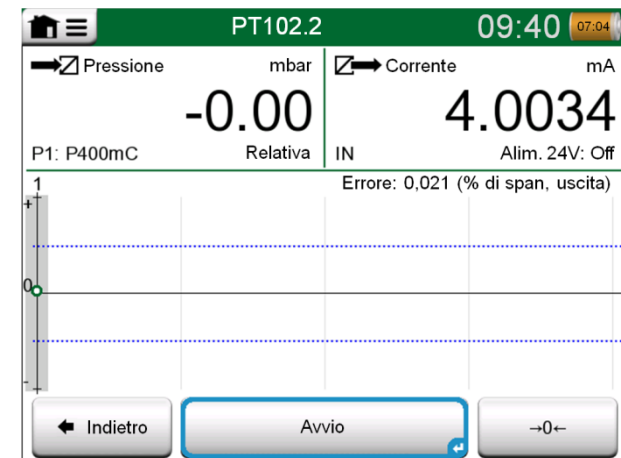 PT102.2 09:40 07:04
Pressione mbar
-0.00
P1: P400mC Relativa
Corrente mA
4.0034
IN Alim. 24V: Off
1 Errore: 0,021 (% di span, uscita)
+
0
-
Indietro Avvio →0←